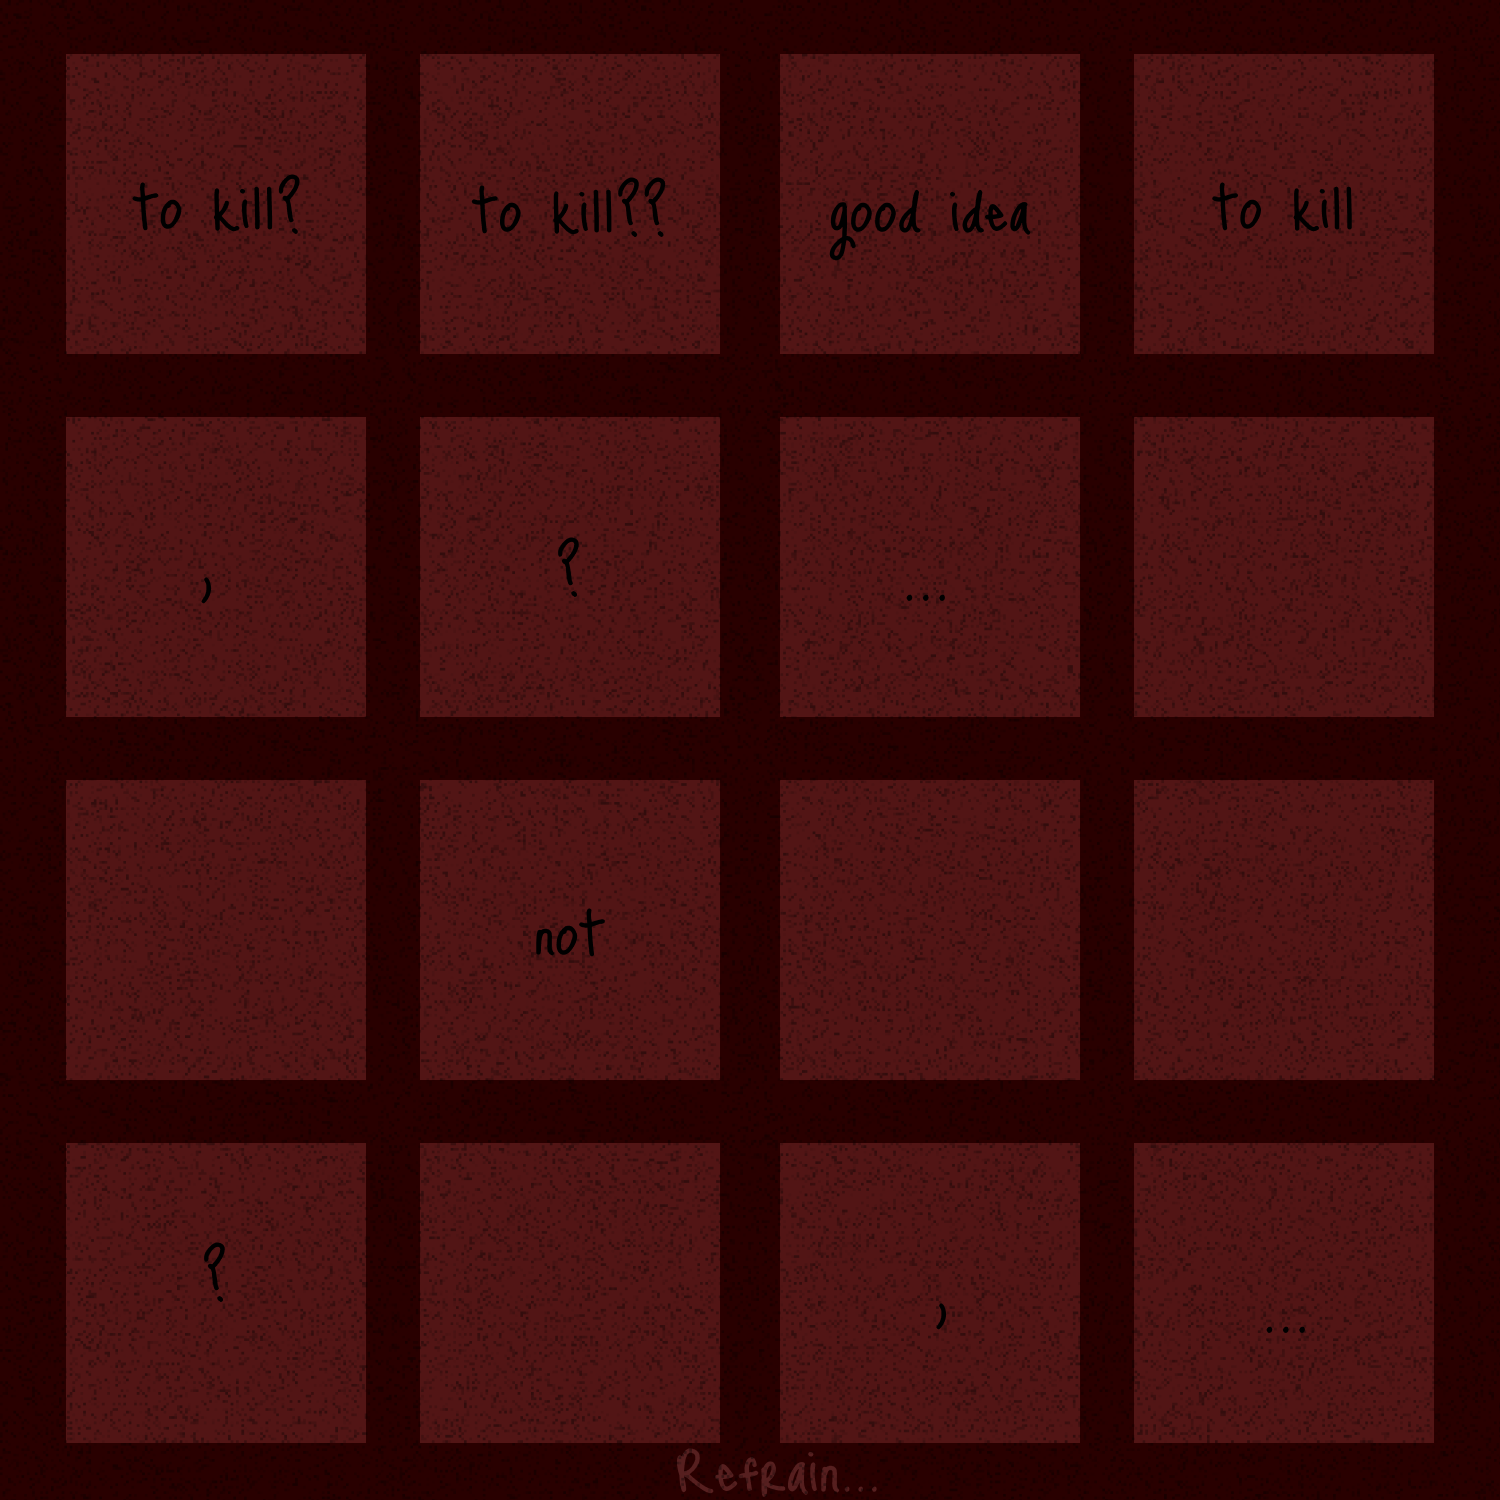 to kill?
to kill??
good idea
to kill
,
?
...
not
?
,
...
Refrain...